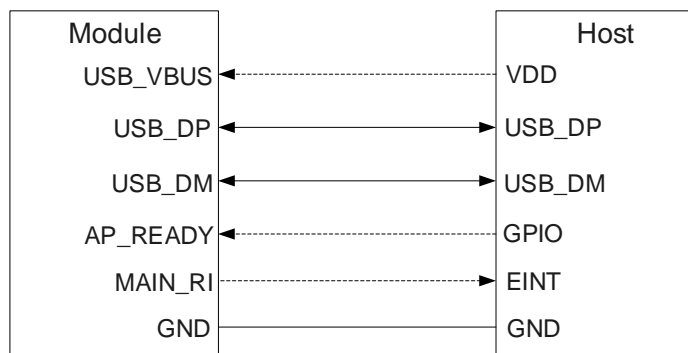 Module Host
USB_VBUS VDD
USB_DP USB_DP
USB_DM USB_DM
AP_READY GPIO
MAIN_RI EINT
GND GND